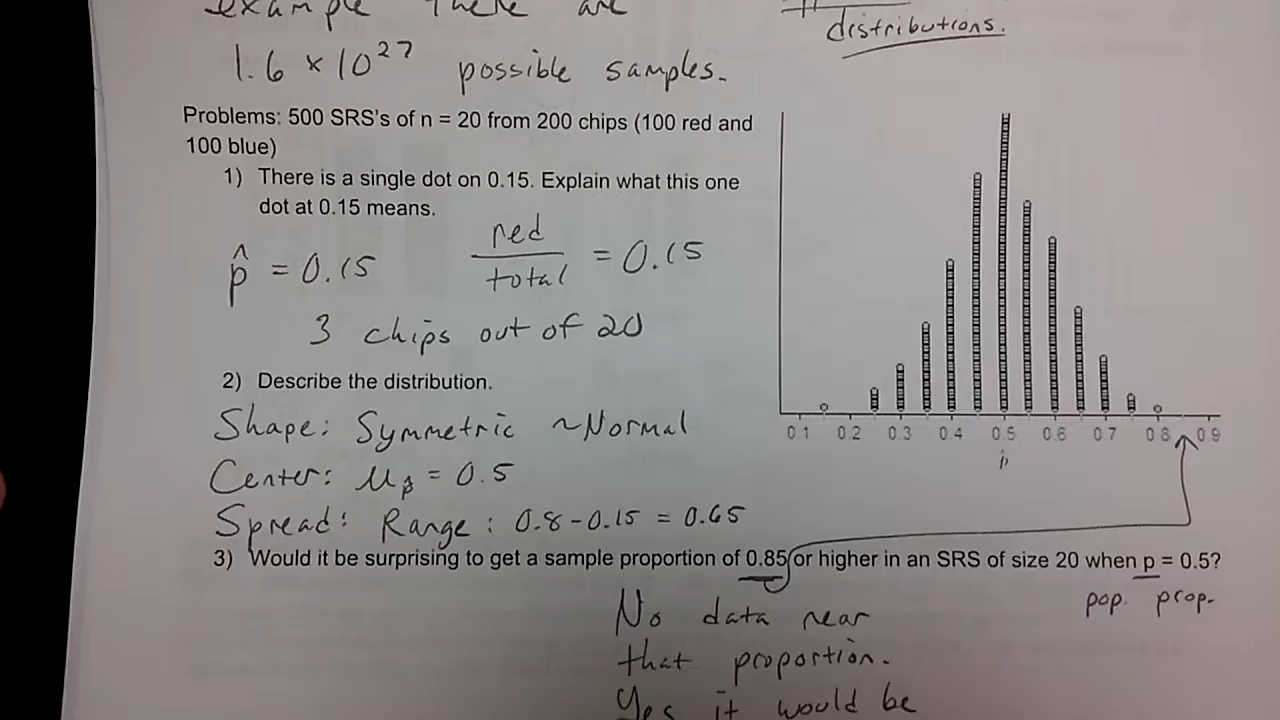 example There are
distributions.
1.6 × 10²⁷ possible samples.
Problems: 500 SRS's of n = 20 from 200 chips (100 red and
100 blue)
1) There is a single dot on 0.15. Explain what this one
dot at 0.15 means.
p̂ = 0.15 red/total = 0.15
3 chips out of 20
2) Describe the distribution.
Shape: Symmetric ~Normal
Center: μp̂ = 0.5
Spread: Range: 0.8 - 0.15 = 0.65
0.1 0.2 0.3 0.4 0.5 0.6 0.7 0.8 0.9
p̂
3) Would it be surprising to get a sample proportion of 0.85 or higher in an SRS of size 20 when p = 0.5?
pop. prop.
No data near
that proportion.
Yes it would be